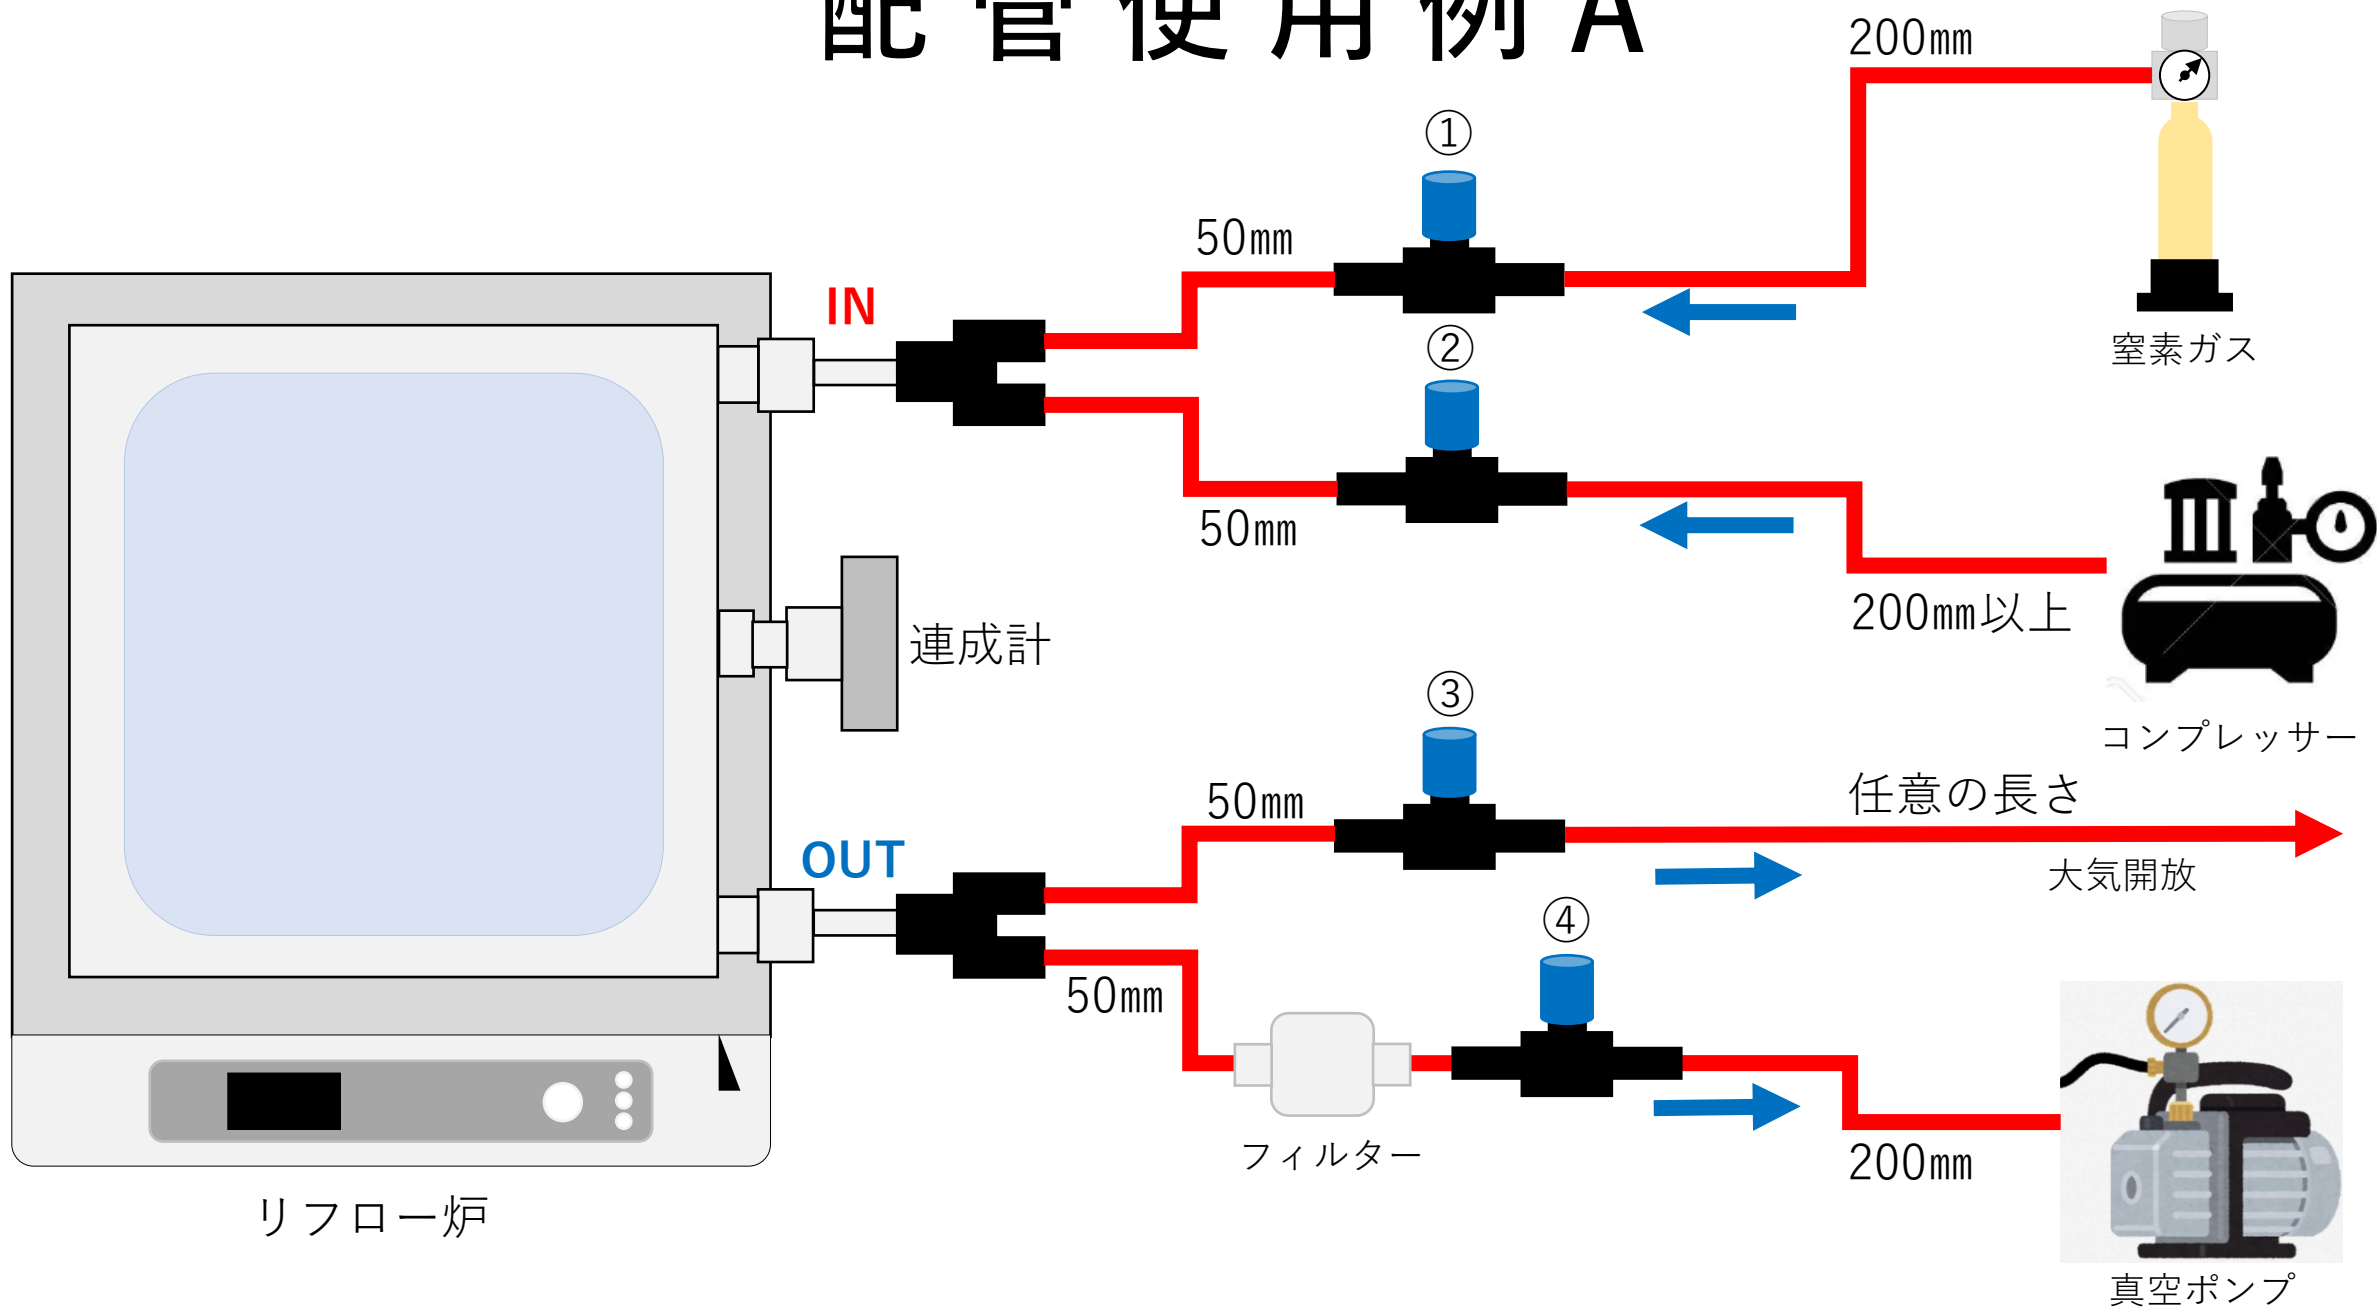 配管使用例A
200mm
①
50mm
IN
②
窒素ガス
50mm
200mm以上
連成計
③
コンプレッサー
50mm
任意の長さ
OUT
大気開放
④
50mm
フィルター
200mm
リフロー炉
真空ポンプ